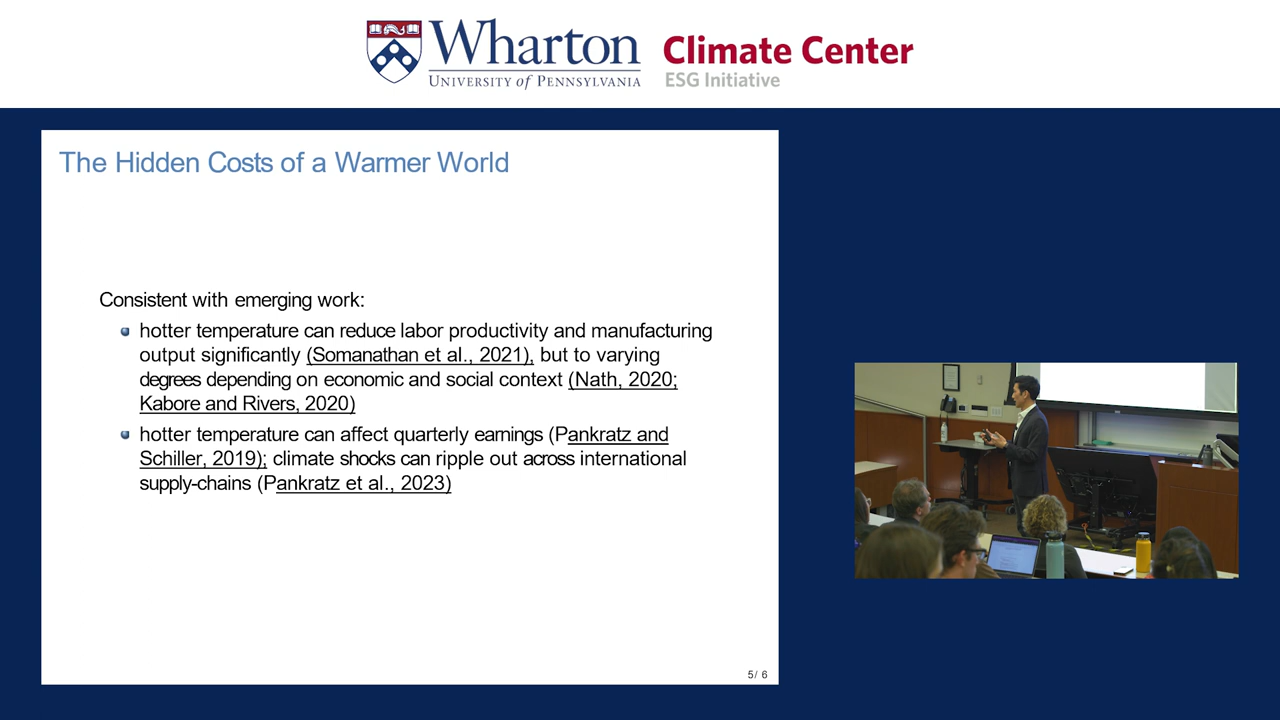 Wharton
UNIVERSITY of PENNSYLVANIA
Climate Center
ESG Initiative
The Hidden Costs of a Warmer World
Consistent with emerging work:
hotter temperature can reduce labor productivity and manufacturing
output significantly (Somanathan et al., 2021), but to varying
degrees depending on economic and social context (Nath, 2020;
Kabore and Rivers, 2020)
hotter temperature can affect quarterly earnings (Pankratz and
Schiller, 2019); climate shocks can ripple out across international
supply-chains (Pankratz et al., 2023)
5/ 6